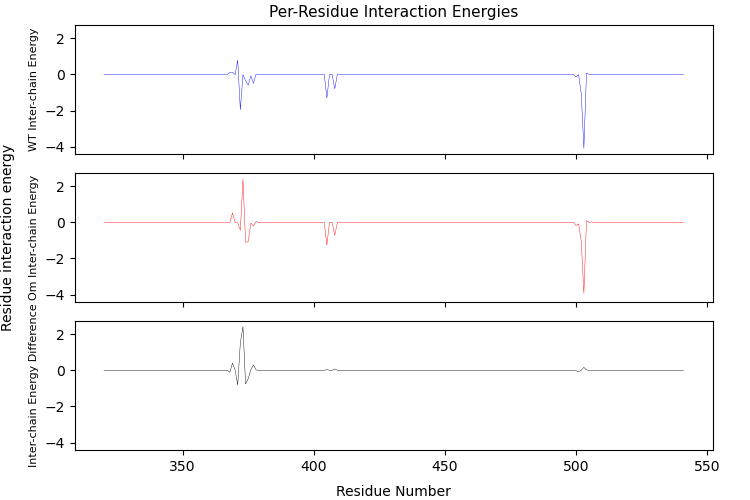 Per-Residue Interaction Energies
Residue interaction energy
WT Inter-chain Energy
2
0
−2
−4
Om Inter-chain Energy
2
0
−2
−4
Inter-chain Energy Difference
2
0
−2
−4
350
400
450
500
550
Residue Number